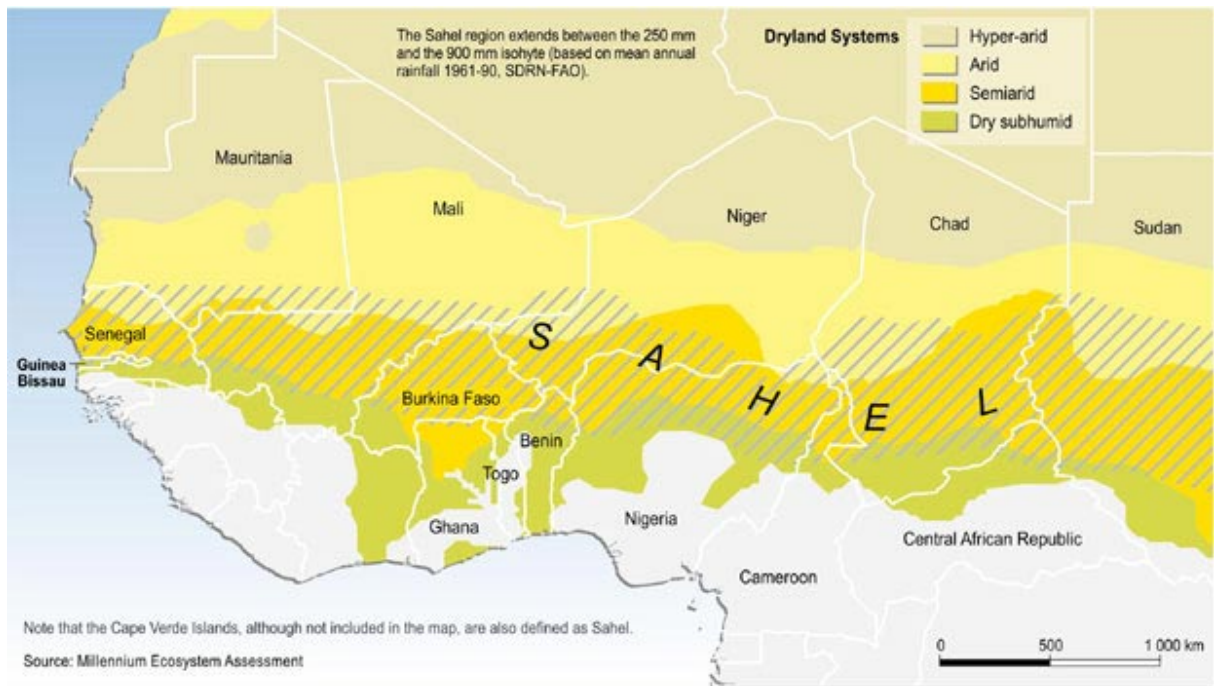 The Sahel region extends between the 250 mm
and the 900 mm isohyte (based on mean annual
rainfall 1961-90, SDRN-FAO).
Dryland Systems
Hyper-arid
Arid
Semiarid
Dry subhumid
Mauritania
Mali
Niger
Chad
Sudan
Senegal
Guinea
Bissau
SAHEL
Burkina Faso
Benin
Togo
Ghana
Nigeria
Cameroon
Central African Republic
Note that the Cape Verde Islands, although not included in the map, are also defined as Sahel.
Source: Millennium Ecosystem Assessment
0 500 1 000 km